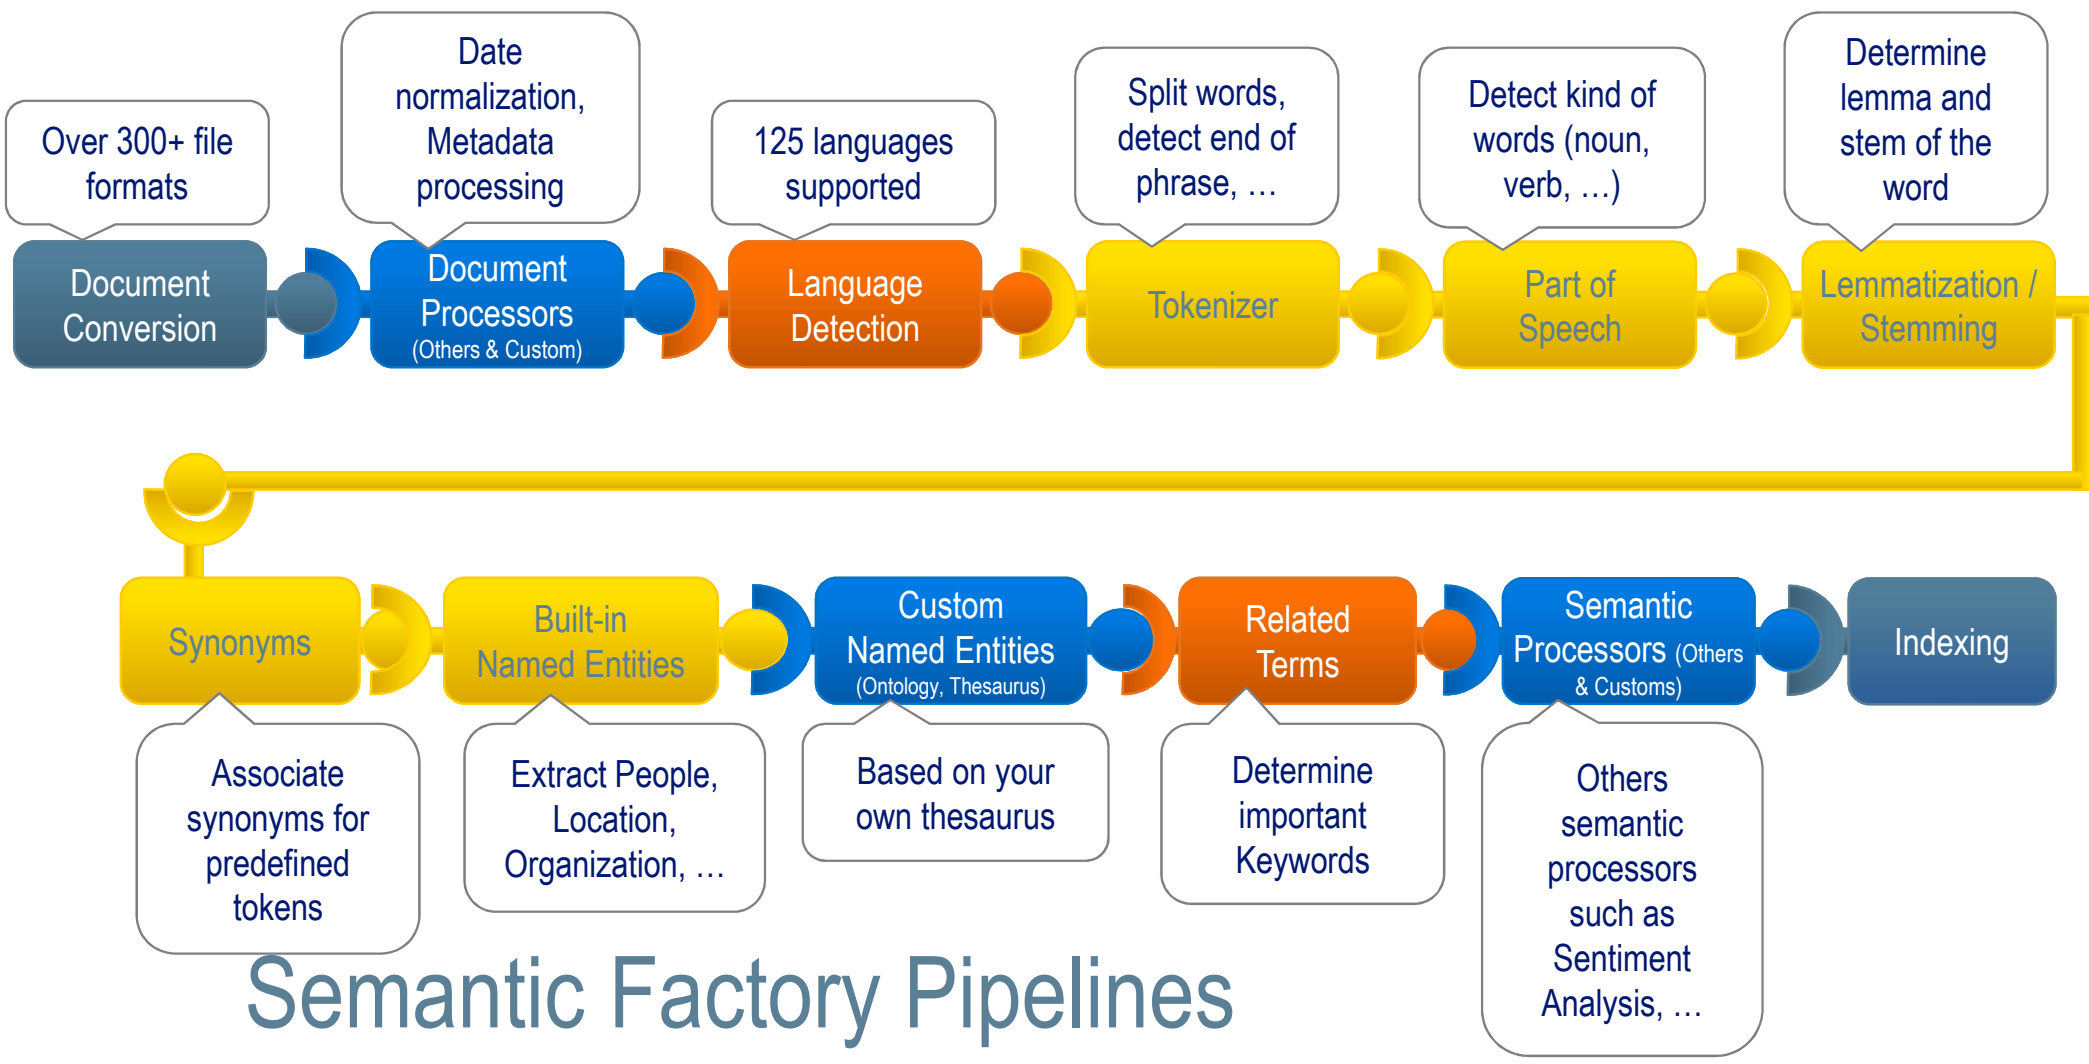 Over 300+ file
formats
Date
normalization,
Metadata
processing
125 languages
supported
Split words,
detect end of
phrase, …
Detect kind of
words (noun,
verb, …)
Determine
lemma and
stem of the
word
Document
Conversion
Document
Processors
(Others & Custom)
Language
Detection
Tokenizer
Part of
Speech
Lemmatization /
Stemming
Synonyms
Built-in
Named Entities
Custom
Named Entities
(Ontology, Thesaurus)
Related
Terms
Semantic
Processors (Others
& Customs)
Indexing
Associate
synonyms for
predefined
tokens
Extract People,
Location,
Organization, …
Based on your
own thesaurus
Determine
important
Keywords
Others
semantic
processors
such as
Sentiment
Analysis, …
Semantic Factory Pipelines